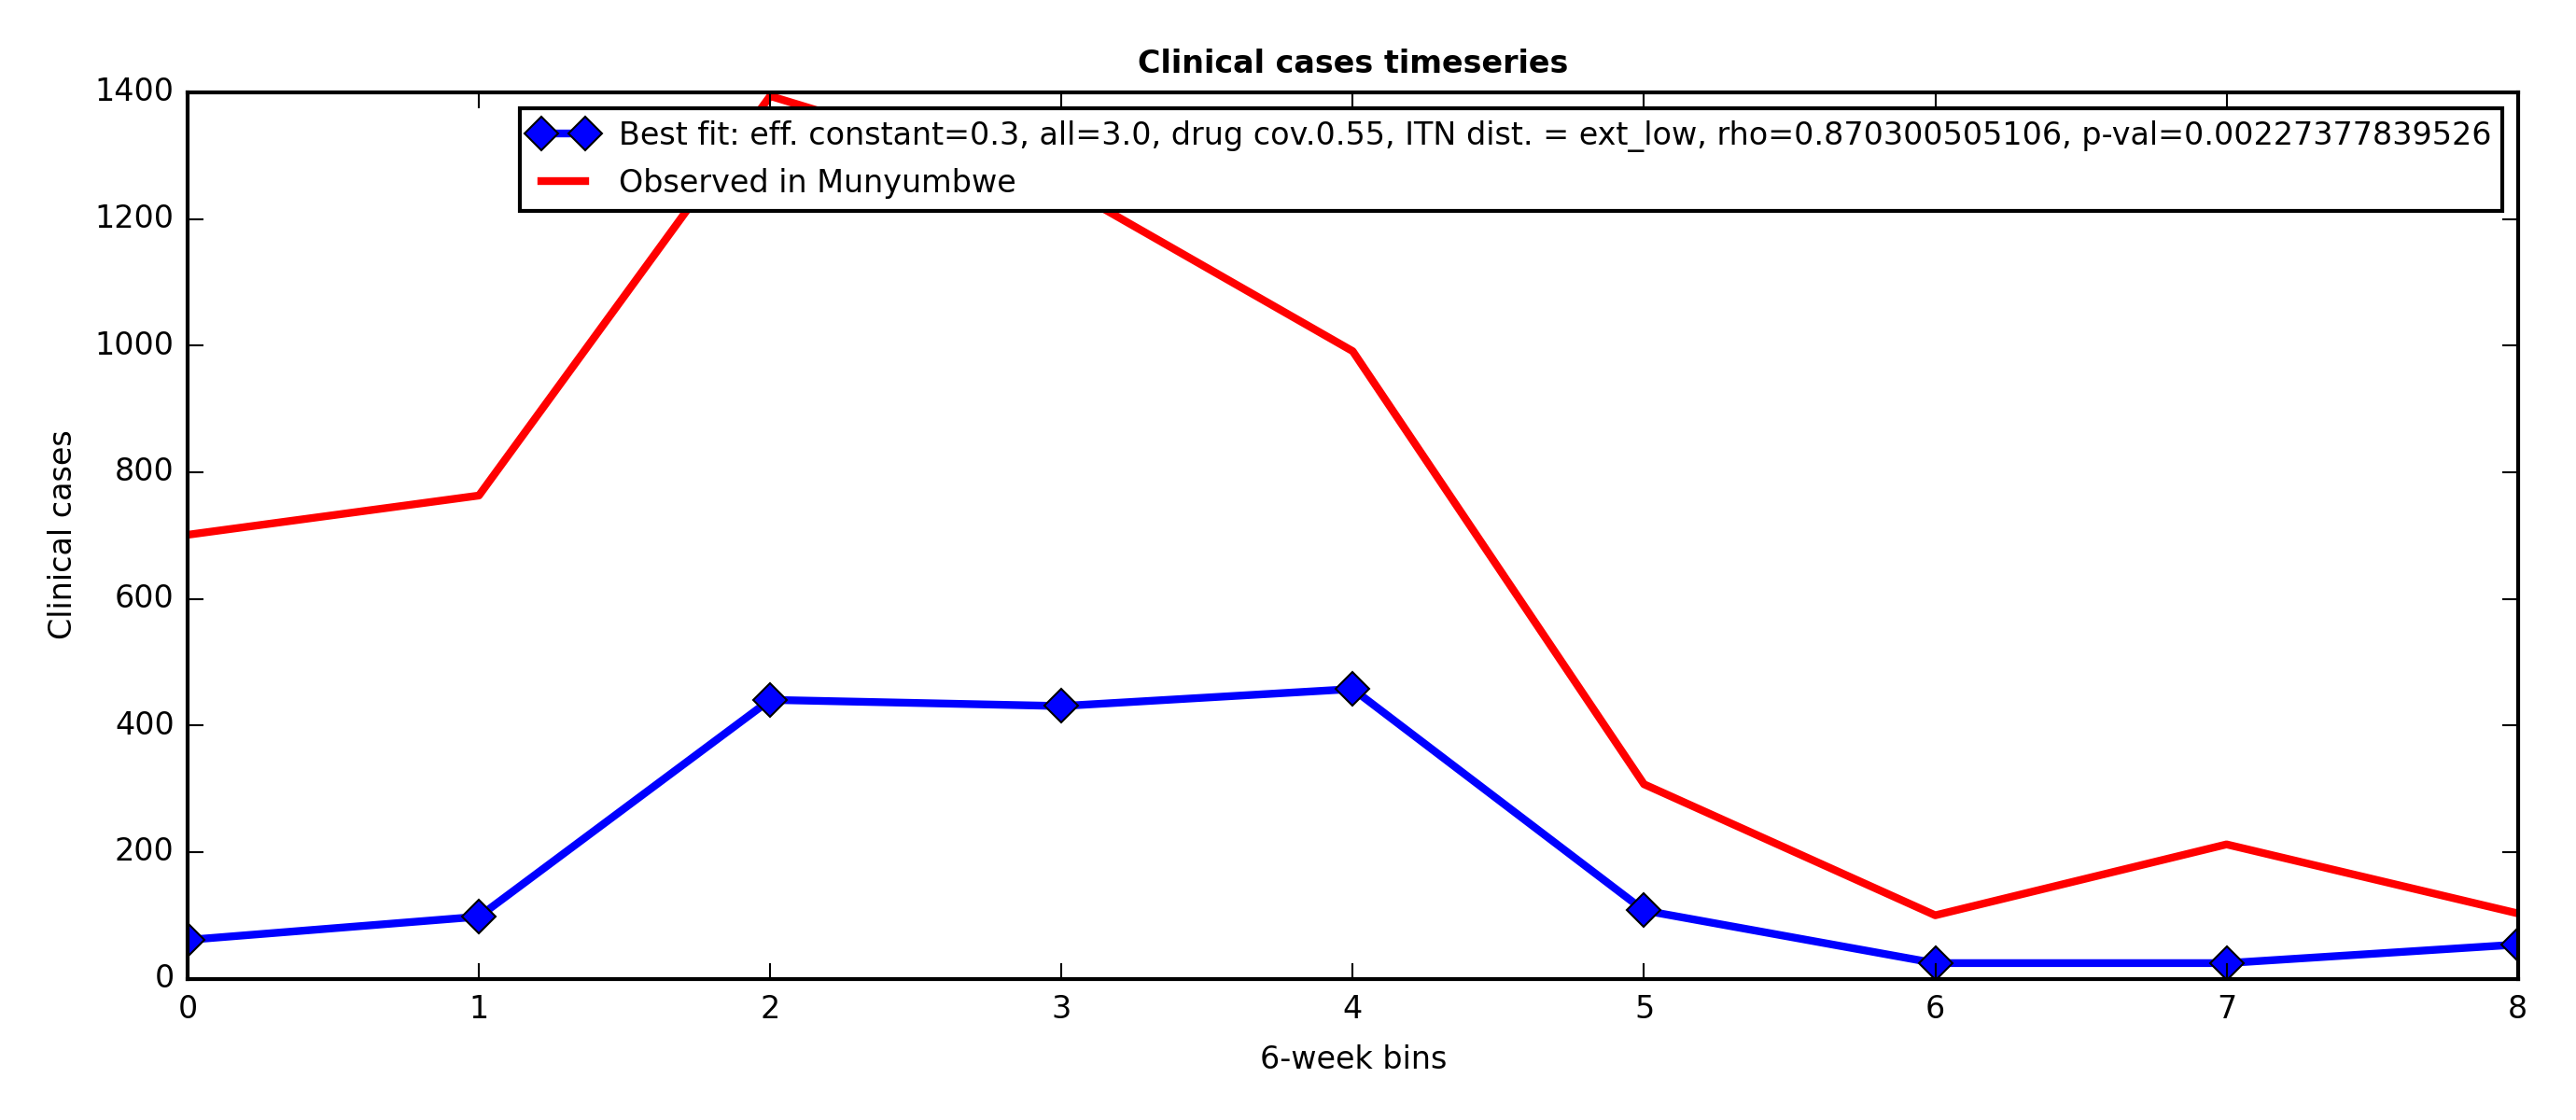 Clinical cases timeseries
1400
1200
1000
800
600
400
200
0
Clinical cases
Best fit: eff. constant=0.3, all=3.0, drug cov.0.55, ITN dist. = ext_low, rho=0.870300505106, p-val=0.00227377839526
Observed in Munyumbwe
0 1 2 3 4 5 6 7 8
6-week bins